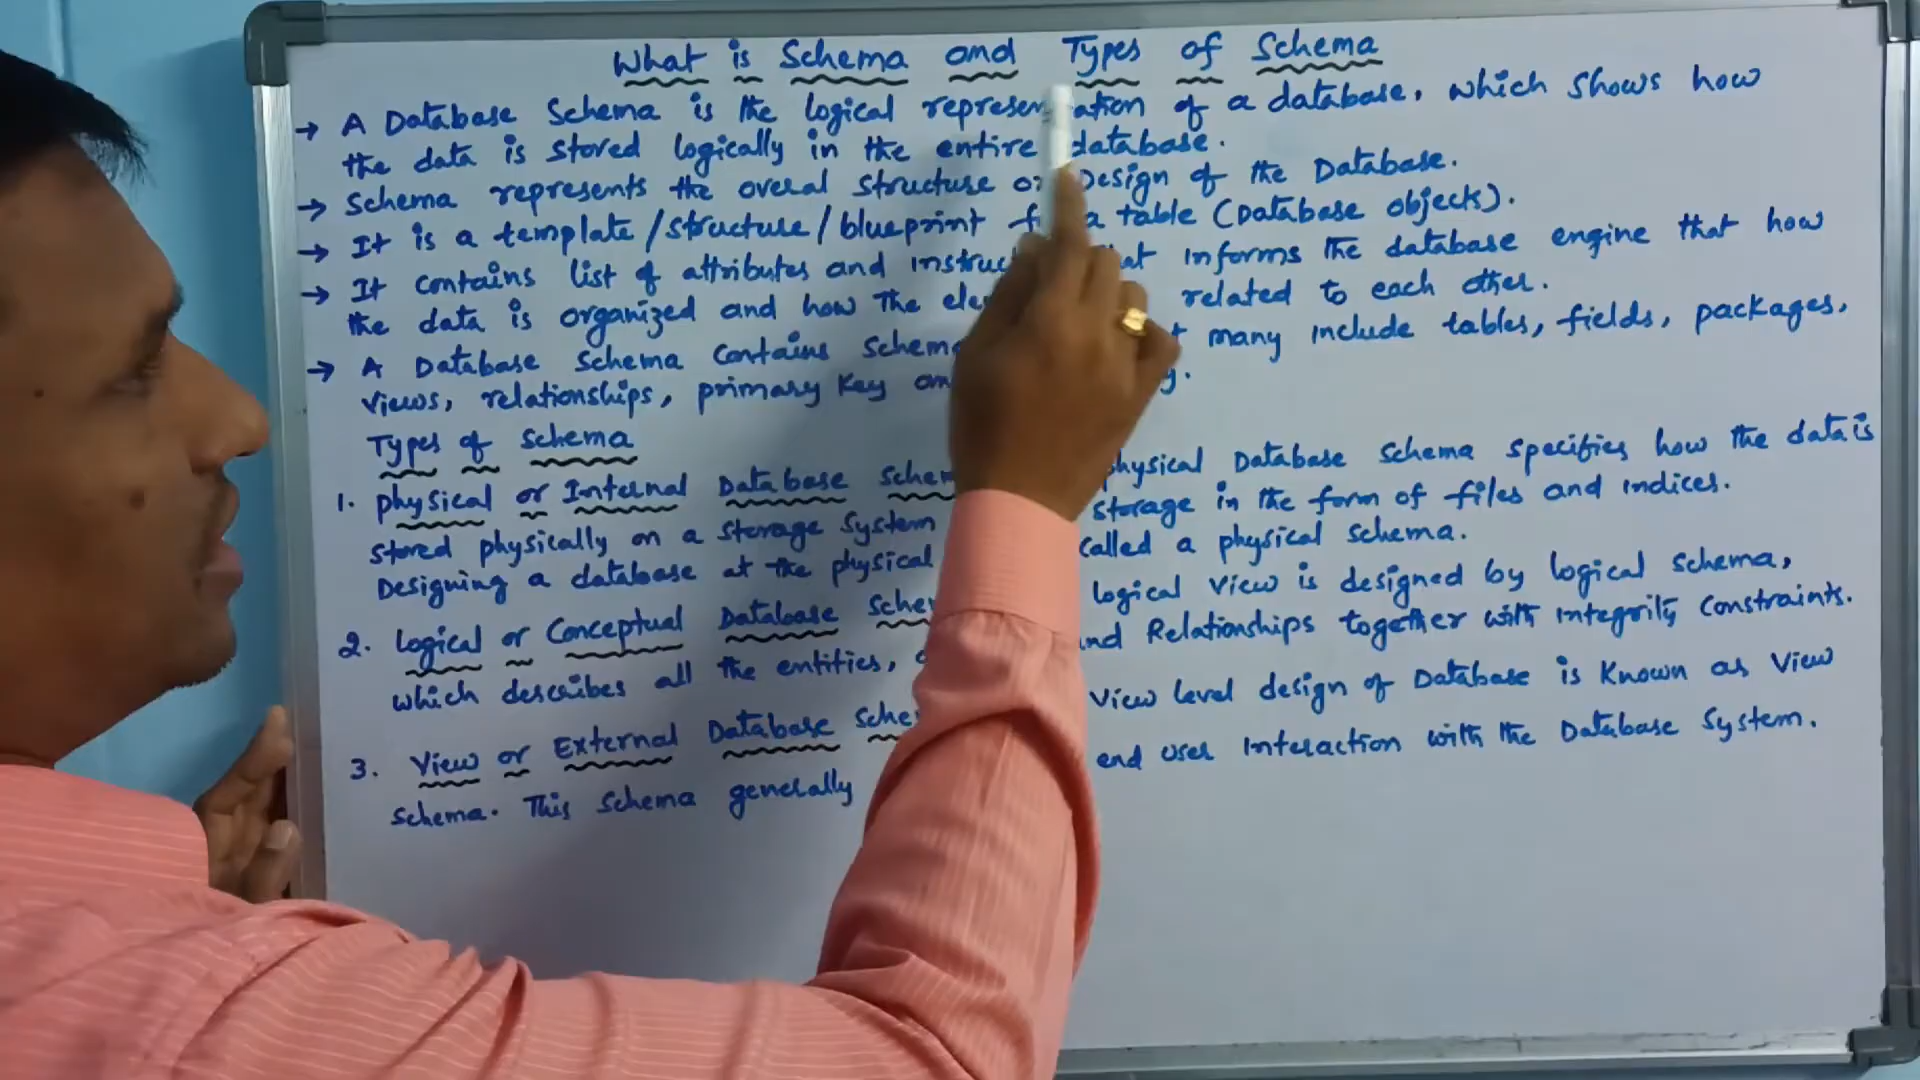 What is Schema and Types of Schema
→ A Database Schema is the logical representation of a database, which shows how
the data is stored logically in the entire database.
→ Schema represents the overal structure or Design of the Database.
→ It is a template/structure/blueprint a table (Database objects).
→ It contains list of attributes and informs the database engine that how
the data is organized and how The related to each other.
→ A Database Schema contains Schema many include tables, fields, packages,
views, relationships, primary key
Types of Schema
1. Physical or Internal Database Schema physical Database Schema specifies how the data is
stored physically on a storage system storage in the form of files and indices.
Designing a database at the physical called a physical schema.
2. Logical or Conceptual Database Schema logical view is designed by logical schema,
which describes all the entities, and Relationships together with integrity constraints.
3. View or External Database Schema View level design of Database is known as View
schema. This schema generally end user interaction with the Database System.